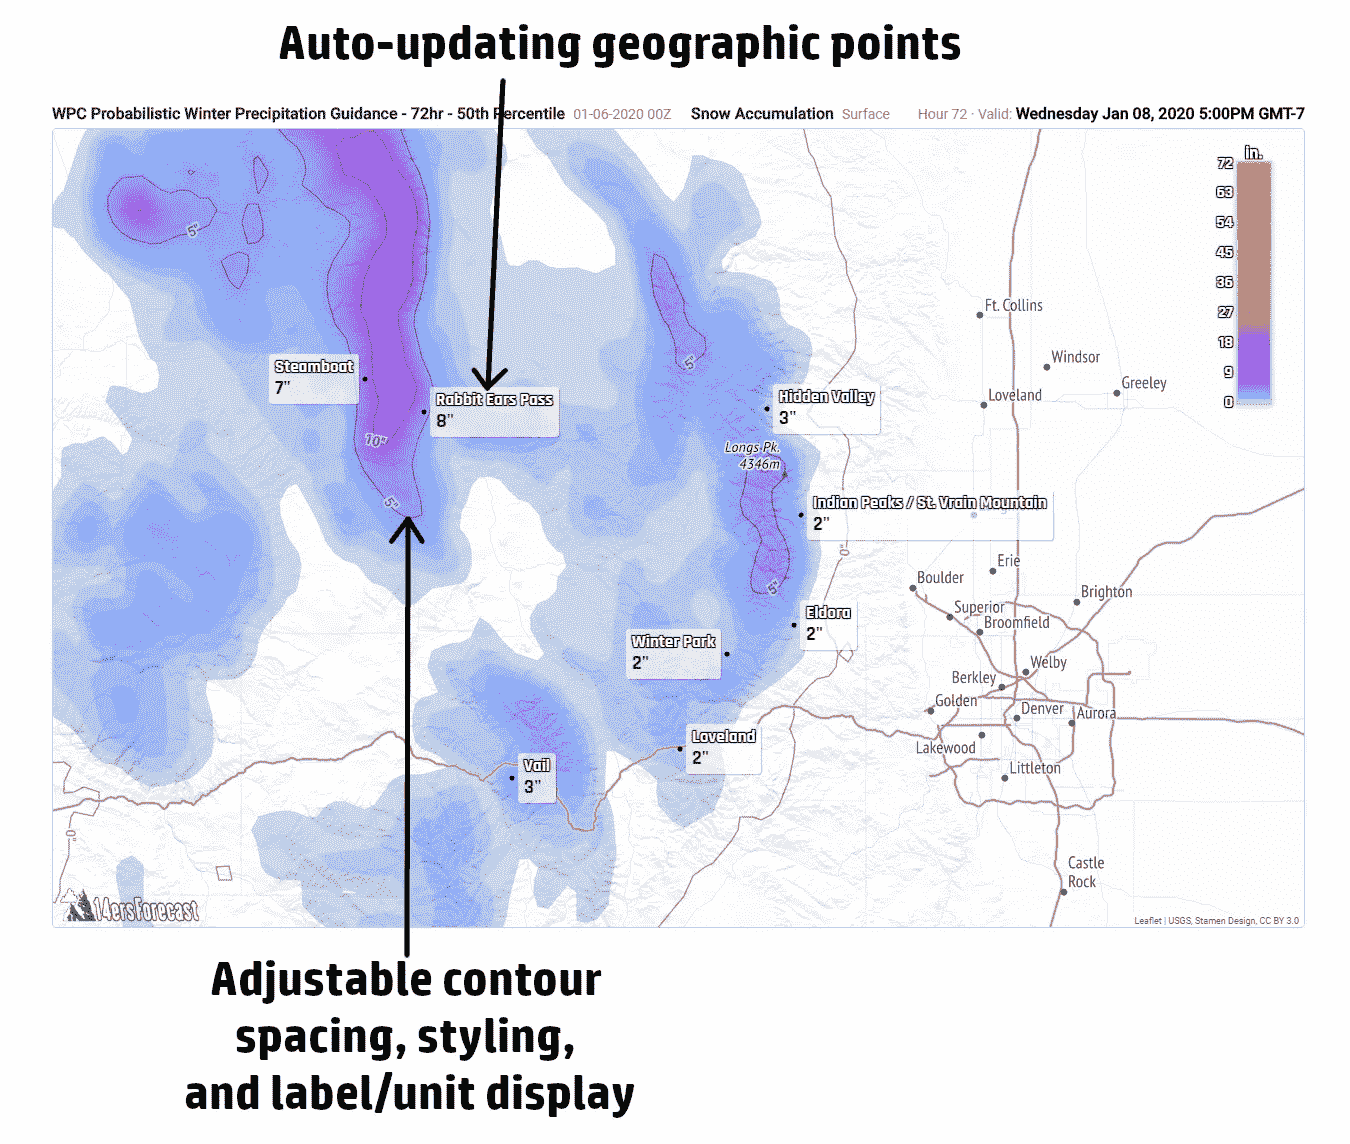 Auto-updating geographic points
WPC Probabilistic Winter Precipitation Guidance - 72hr - 50th Percentile 01-06-2020 00Z Snow Accumulation Surface Hour 72 · Valid: Wednesday Jan 08, 2020 5:00PM GMT-7
in.
72
63
54
45
36
27
18
9
0
5"
5"
Ft. Collins
Windsor
Greeley
Loveland
Steamboat
7"
Rabbit Ears Pass
8"
Hidden Valley
3"
10"
Longs Pk.
4346m
5"
Indian Peaks / St. Vrain Mountain
2"
5"
Erie
Boulder
Brighton
Superior
Broomfield
Eldora
2"
Winter Park
2"
Welby
Berkley
Golden
Denver
Aurora
Loveland
2"
Lakewood
Vail
3"
Littleton
Castle
Rock
14ersForecast
Leaflet | USGS, Stamen Design, CC BY 3.0
Adjustable contour
spacing, styling,
and label/unit display